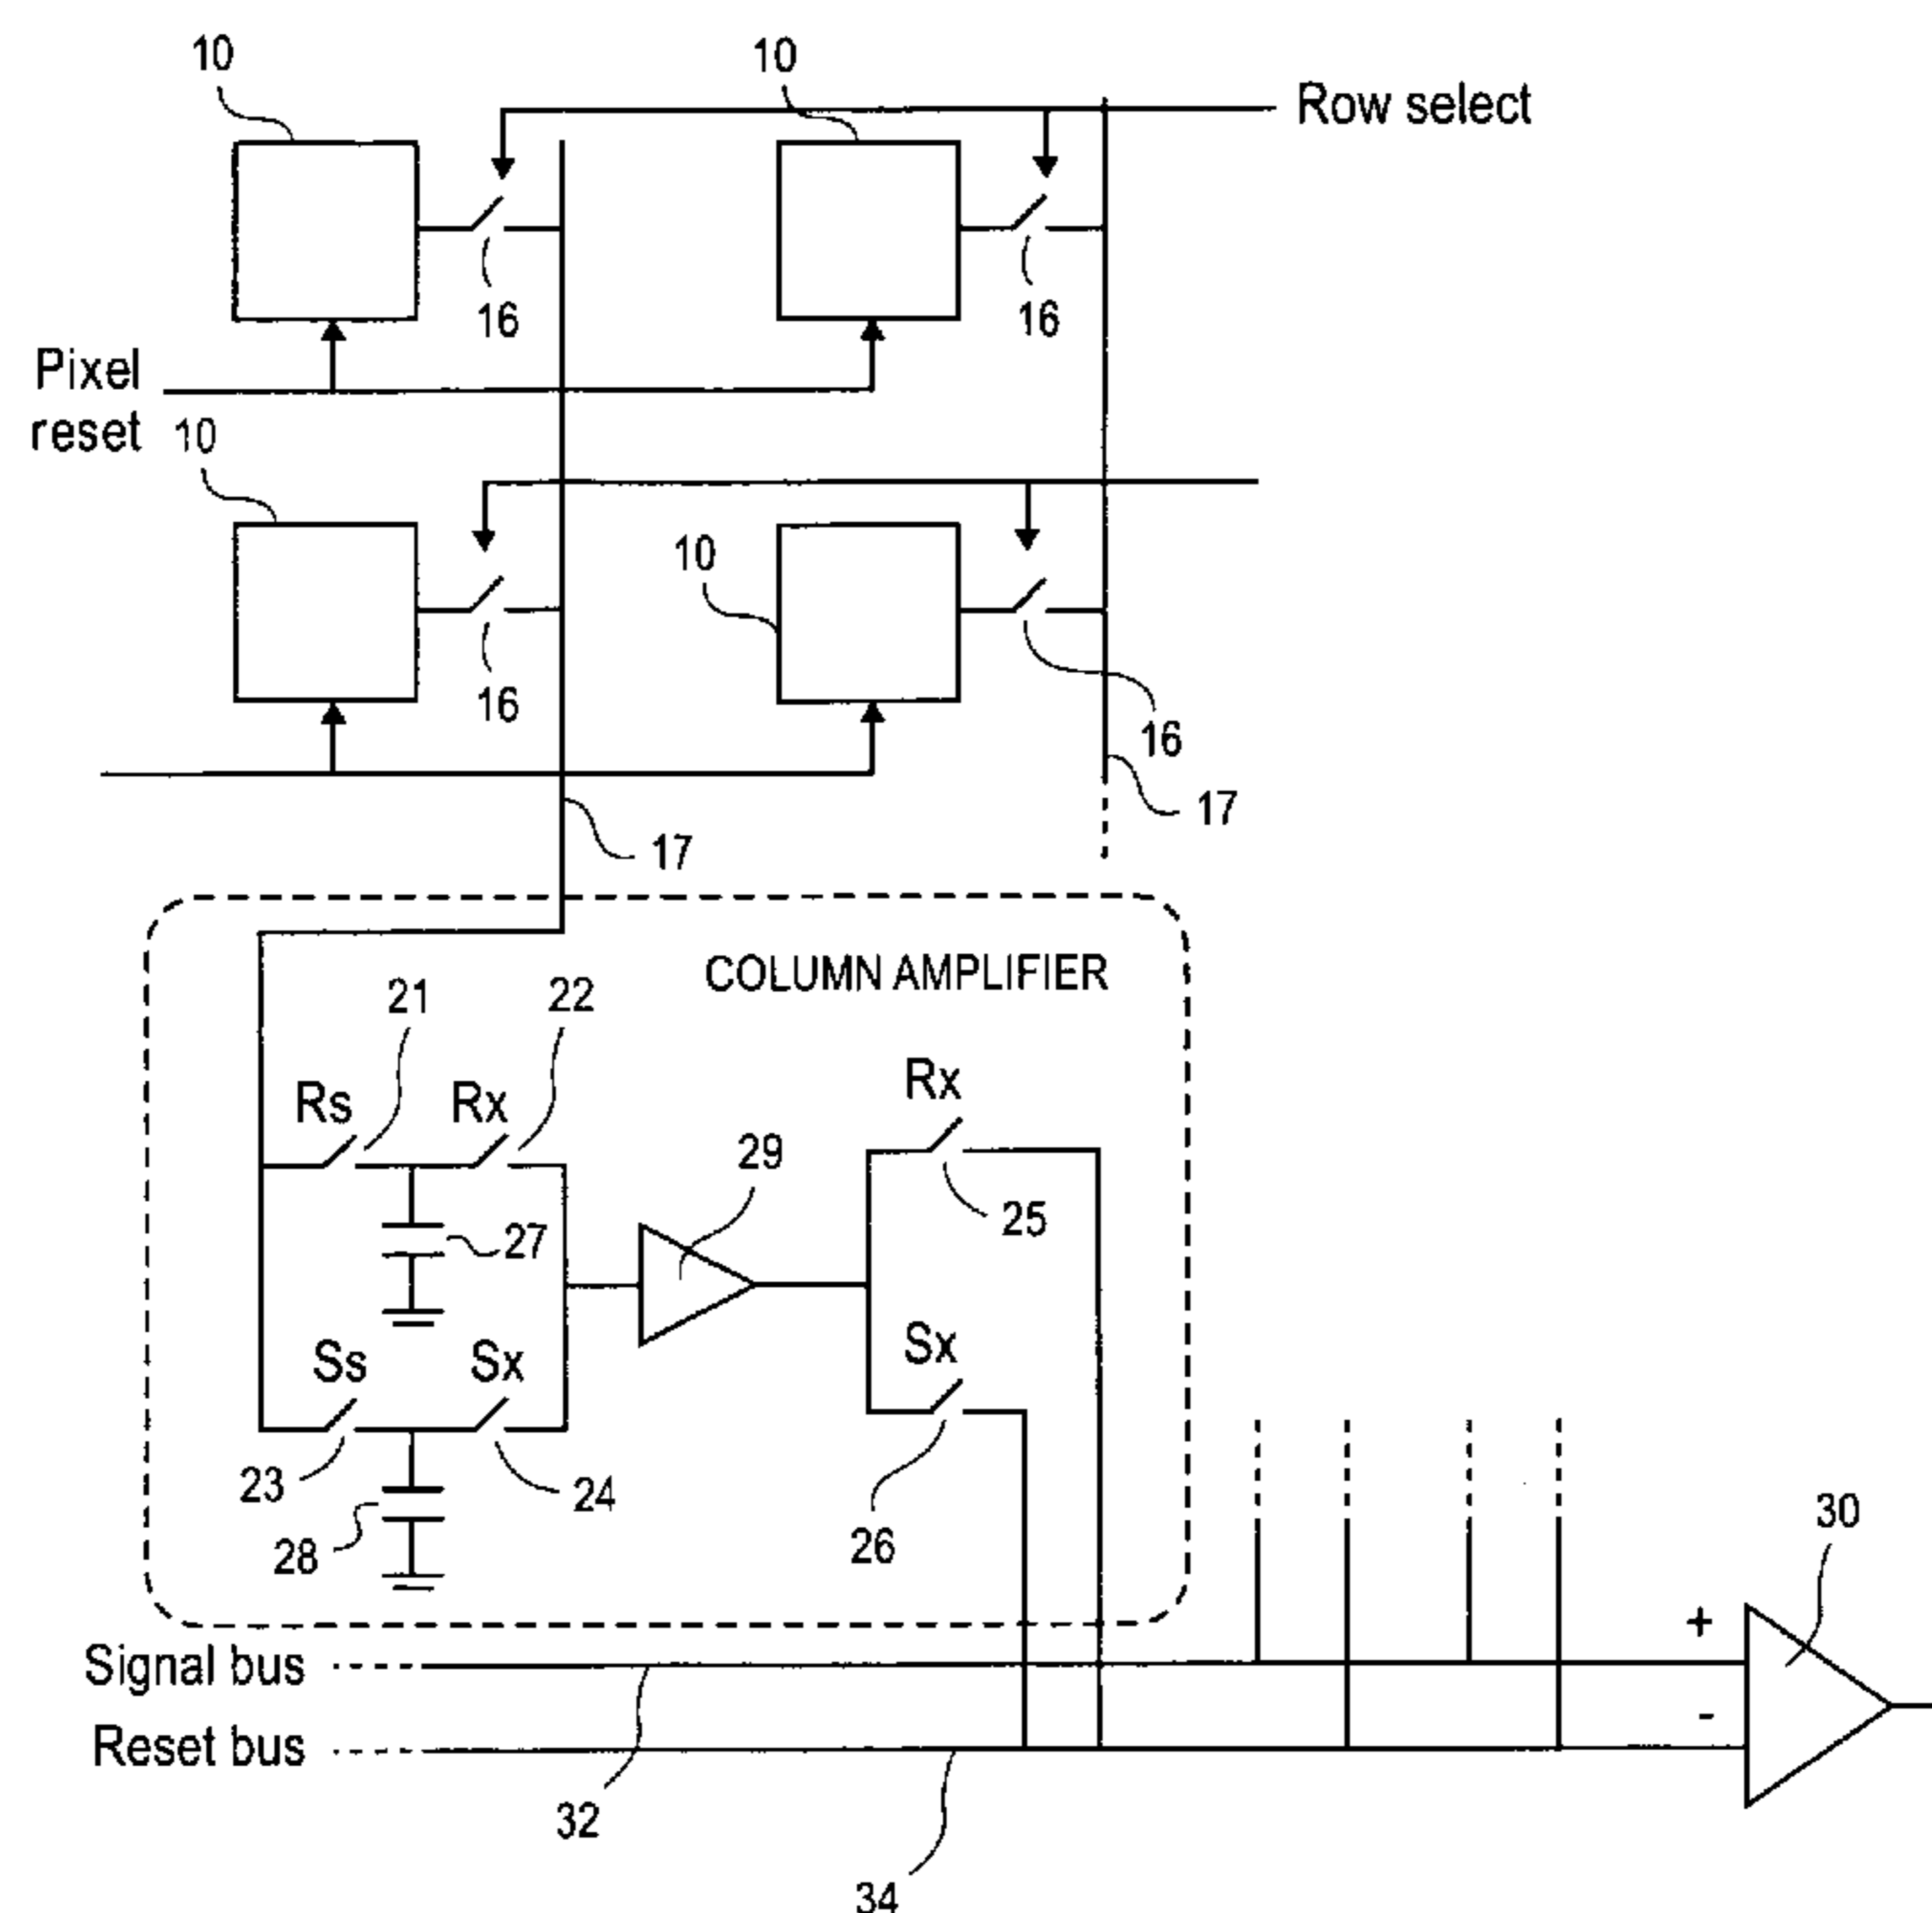 10
10
Row select
16
16
Pixel
reset
10
10
16
16
17
17
COLUMN AMPLIFIER
21
22
Rs
Rx
Rx
29
25
27
Ss
Sx
Sx
23
24
28
26
30
+
-
Signal bus
Reset bus
32
34